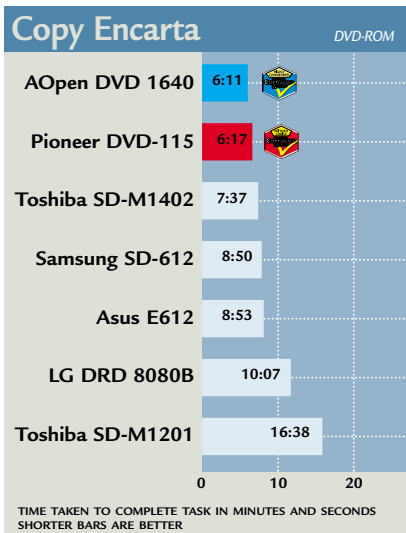 Copy Encarta DVD-ROM
AOpen DVD 1640 6:11
Pioneer DVD-115 6:17
Toshiba SD-M1402 7:37
Samsung SD-612 8:50
Asus E612 8:53
LG DRD 8080B 10:07
Toshiba SD-M1201 16:38
0 10 20
TIME TAKEN TO COMPLETE TASK IN MINUTES AND SECONDS
SHORTER BARS ARE BETTER